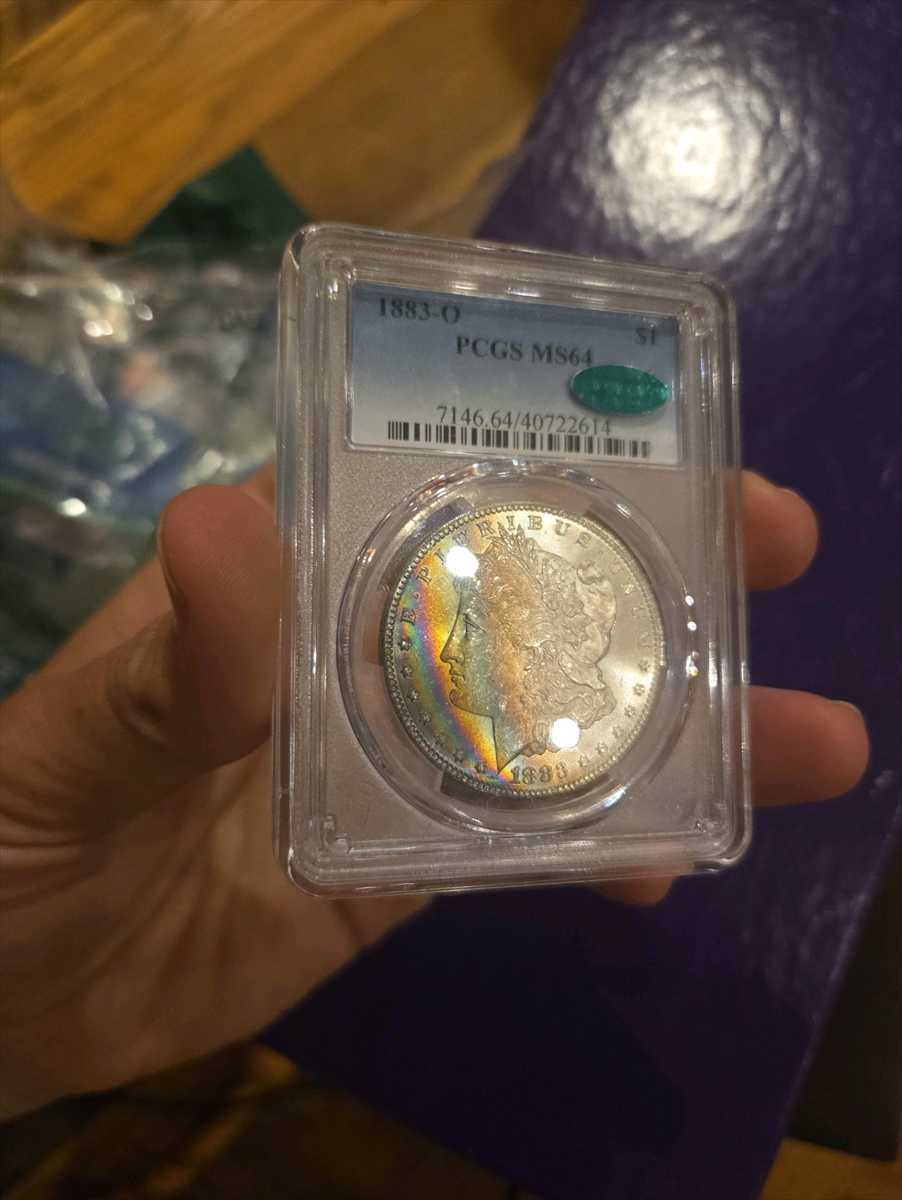 1883-O
$1
PCGS MS64
7146.64/40722614
E·PLURIBUS·UNUM
1883